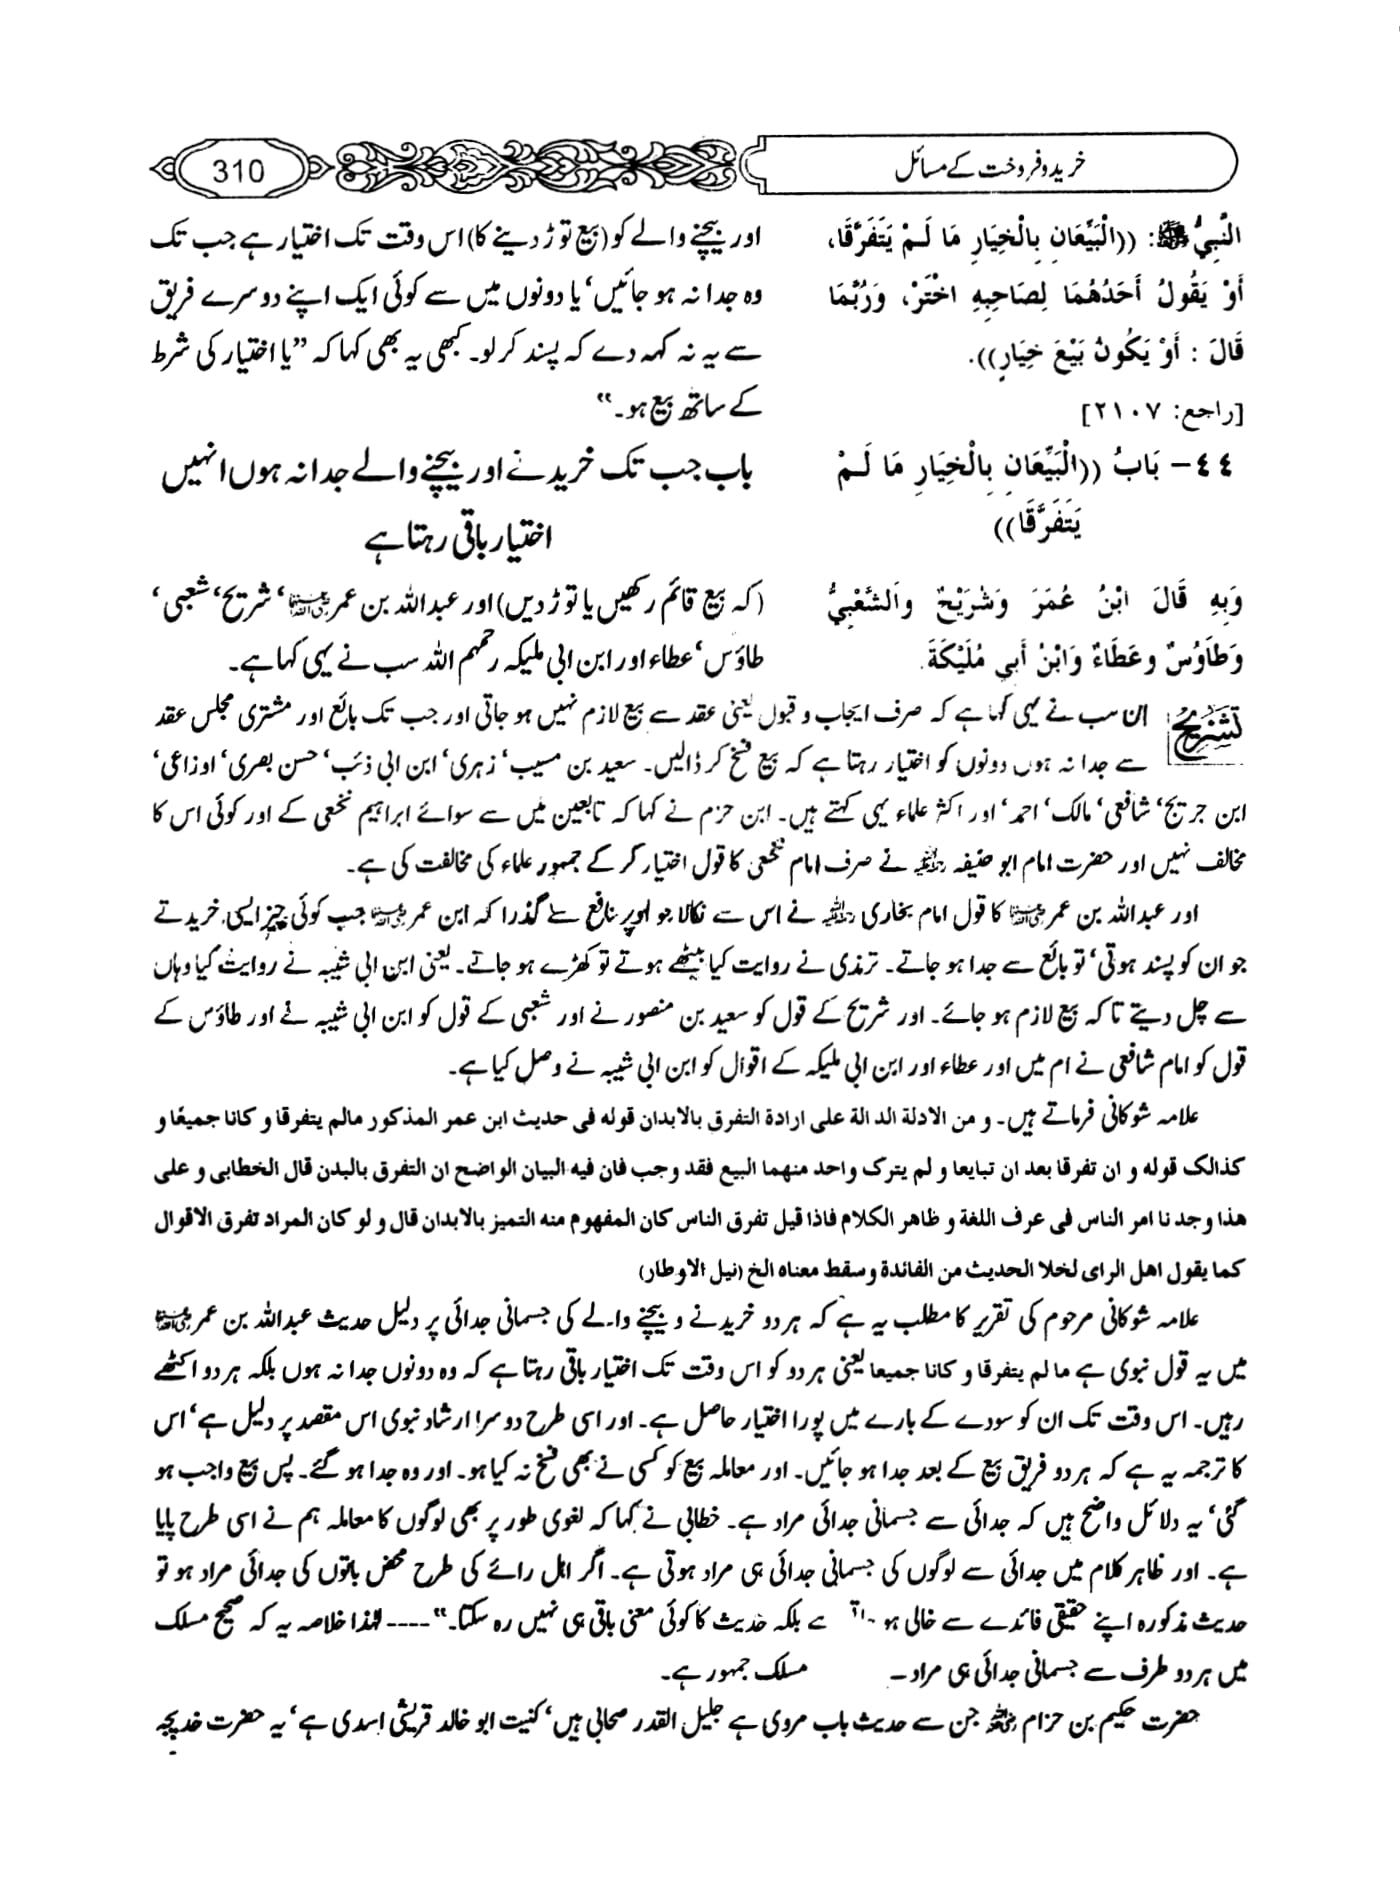 خرید و فروخت کے مسائل
310
النَّبِيُّ ﷺ: ((الْبَيِّعَانِ بِالْخِيَارِ مَا لَمْ يَتَفَرَّقَا،
أَوْ يَقُولُ أَحَدُهُمَا لِصَاحِبِهِ اخْتَرْ، وَرُبَّمَا
قَالَ : أَوْ يَكُونُ بَيْعَ خِيَارٍ)).
[راجع: ٢١٠٧]
اور بیچنے والے کو (بیع توڑ دینے کا) اس وقت تک اختیار ہے جب تک
وہ جدا نہ ہو جائیں‘ یا دونوں میں سے کوئی ایک اپنے دوسرے فریق
سے یہ نہ کہہ دے کہ پسند کر لو۔ کبھی یہ بھی کہا کہ ”یا اختیار کی شرط
کے ساتھ بیع ہو۔“
٤٤- بَابُ ((الْبَيِّعَانِ بِالْخِيَارِ مَا لَمْ
يَتَفَرَّقَا))
باب جب تک خریدنے اور بیچنے والے جدا نہ ہوں انہیں
اختیار باقی رہتا ہے
وَبِهِ قَالَ ابْنُ عُمَرَ وَشُرَيْحٌ وَالشَّعْبِيُّ
وَطَاوُسٌ وعَطَاءٌ وَابْنُ أَبِي مُلَيْكَةَ.
(کہ بیع قائم رکھیں یا توڑ دیں) اور عبداللہ بن عمر رضی اللہ عنہما‘ شریح‘ شعبی‘
طاؤس‘ عطاء اور ابن ابی ملیکہ رحمہم اللہ سب نے یہی کہا ہے۔
تشریح ان سب نے یہی کہا ہے کہ صرف ایجاب و قبول یعنی عقد سے بیع لازم نہیں ہو جاتی اور جب تک بائع اور مشتری مجلس عقد
سے جدا نہ ہوں دونوں کو اختیار رہتا ہے کہ بیع فسخ کر ڈالیں۔ سعید بن مسیب‘ زہری‘ ابن ابی ذئب‘ حسن بصری‘ اوزاعی‘
ابن جریج‘ شافعی‘ مالک‘ احمد‘ اور اکثر علماء یہی کہتے ہیں۔ ابن حزم نے کہا کہ تابعین میں سے سوائے ابراہیم نخعی کے اور کوئی اس کا
مخالف نہیں اور حضرت امام ابو حنیفہ رحمۃ اللہ علیہ نے صرف امام نخعی کا قول اختیار کر کے جمہور علماء کی مخالفت کی ہے۔
اور عبداللہ بن عمر رضی اللہ عنہما کا قول امام بخاری رحمۃ اللہ علیہ نے اس سے نکالا جو اوپر نافع سے گذرا کہ ابن عمر رضی اللہ عنہما جب کوئی چیز ایسی خریدتے
جو ان کو پسند ہوتی‘ تو بائع سے جدا ہو جاتے۔ ترمذی نے روایت کیا بیٹھے ہوتے تو کھڑے ہو جاتے۔ یعنی ابن ابی شیبہ نے روایت کیا وہاں
سے چل دیتے تا کہ بیع لازم ہو جائے۔ اور شریح کے قول کو سعید بن منصور نے اور شعبی کے قول کو ابن ابی شیبہ نے اور طاؤس کے
قول کو امام شافعی نے ام میں اور عطاء اور ابن ابی ملیکہ کے اقوال کو ابن ابی شیبہ نے وصل کیا ہے۔
علامہ شوکانی فرماتے ہیں۔ و من الادلة الدالة على ارادة التفرق بالابدان قوله فى حديث ابن عمر المذكور مالم يتفرقا و كانا جميعًا و
كذالک قوله و ان تفرقا بعد ان تبايعا و لم يترک واحد منهما البيع فقد وجب فان فيه البيان الواضح ان التفرق بالبدن قال الخطابى و على
هذا وجدنا امر الناس فى عرف اللغة و ظاهر الكلام فاذا قيل تفرق الناس كان المفهوم منه التميز بالابدان قال و لو كان المراد تفرق الاقوال
كما يقول اهل الراى لخلا الحديث من الفائدة و سقط معناه الخ (نيل الاوطار)
علامہ شوکانی مرحوم کی تقریر کا مطلب یہ ہے کہ ہر دو خریدنے و بیچنے والے کی جسمانی جدائی پر دلیل حدیث عبداللہ بن عمر رضی اللہ عنہما
میں یہ قول نبوی ہے ما لم يتفرقا و كانا جميعا یعنی ہر دو کو اس وقت تک اختیار باقی رہتا ہے کہ وہ دونوں جدا نہ ہوں بلکہ ہر دو اکٹھے
رہیں۔ اس وقت تک ان کو سودے کے بارے میں پورا اختیار حاصل ہے۔ اور اسی طرح دوسرا ارشاد نبوی اس مقصد پر دلیل ہے‘ اس
کا ترجمہ یہ ہے کہ ہر دو فریق بیع کے بعد جدا ہو جائیں۔ اور معاملہ بیع کو کسی نے بھی فسخ نہ کیا ہو۔ اور وہ جدا ہو گئے۔ پس بیع واجب ہو
گئی‘ یہ دلائل واضح ہیں کہ جدائی سے جسمانی جدائی مراد ہے۔ خطابی نے کہا کہ لغوی طور پر بھی لوگوں کا معاملہ ہم نے اسی طرح پایا
ہے۔ اور ظاہر کلام میں جدائی سے لوگوں کی جسمانی جدائی ہی مراد ہوتی ہے۔ اگر اہل رائے کی طرح محض باتوں کی جدائی مراد ہو تو
حدیث مذکورہ اپنے حقیقی فائدے سے خالی ہو ہے بلکہ حدیث کا کوئی معنی باقی ہی نہیں رہ سکتا۔“ ---- لہٰذا خلاصہ یہ کہ صحیح مسلک
میں ہر دو طرف سے جسمانی جدائی ہی مراد مسلک جمہور ہے۔
حضرت حکیم بن حزام رضی اللہ عنہ جن سے حدیث باب مروی ہے جلیل القدر صحابی ہیں‘ کنیت ابو خالد قریشی اسدی ہے‘ یہ حضرت خدیجہ